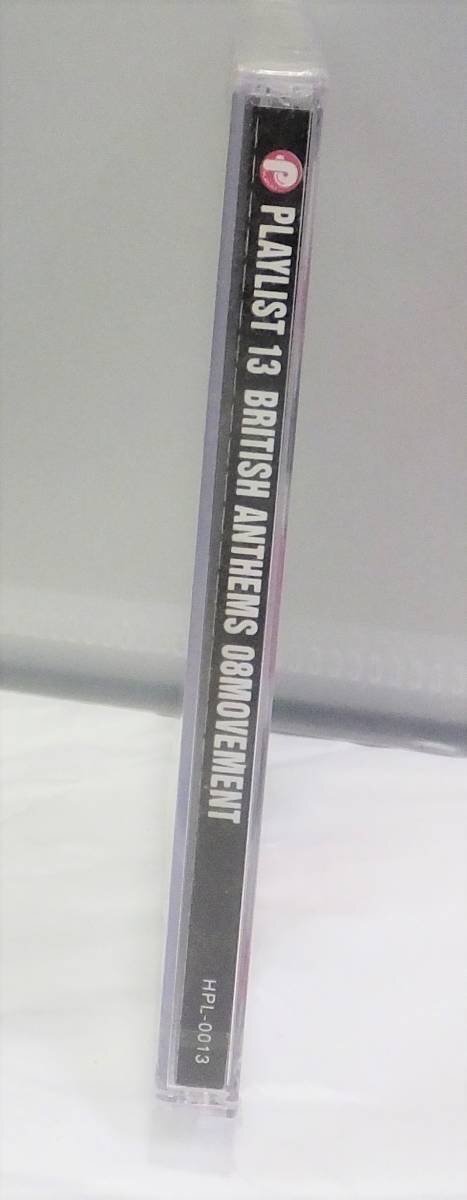 PLAYLIST 13 BRITISH ANTHEMS 08MOVEMENT
HPL-0013